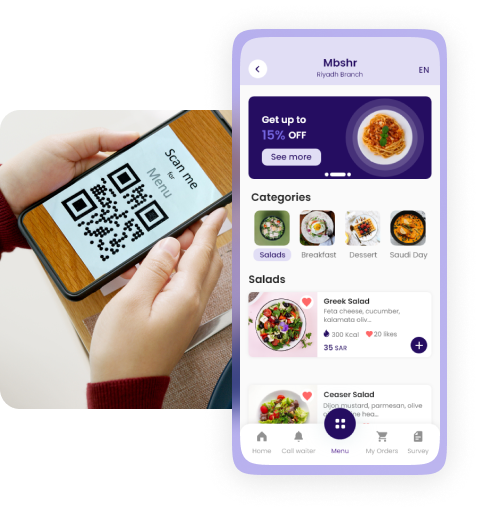 Scan me
for
Menu
Mbshr
Riyadh Branch
EN
Get up to
15% OFF
See more
Categories
Salads
Breakfast
Dessert
Saudi Day
Salads
Greek Salad
Feta cheese, cucumber,
kalamata oliv...
300 Kcal
20 likes
35 SAR
Ceaser Salad
Dijon mustard, parmesan, olive
hea...
Home
Call waiter
Menu
My Orders
Survey